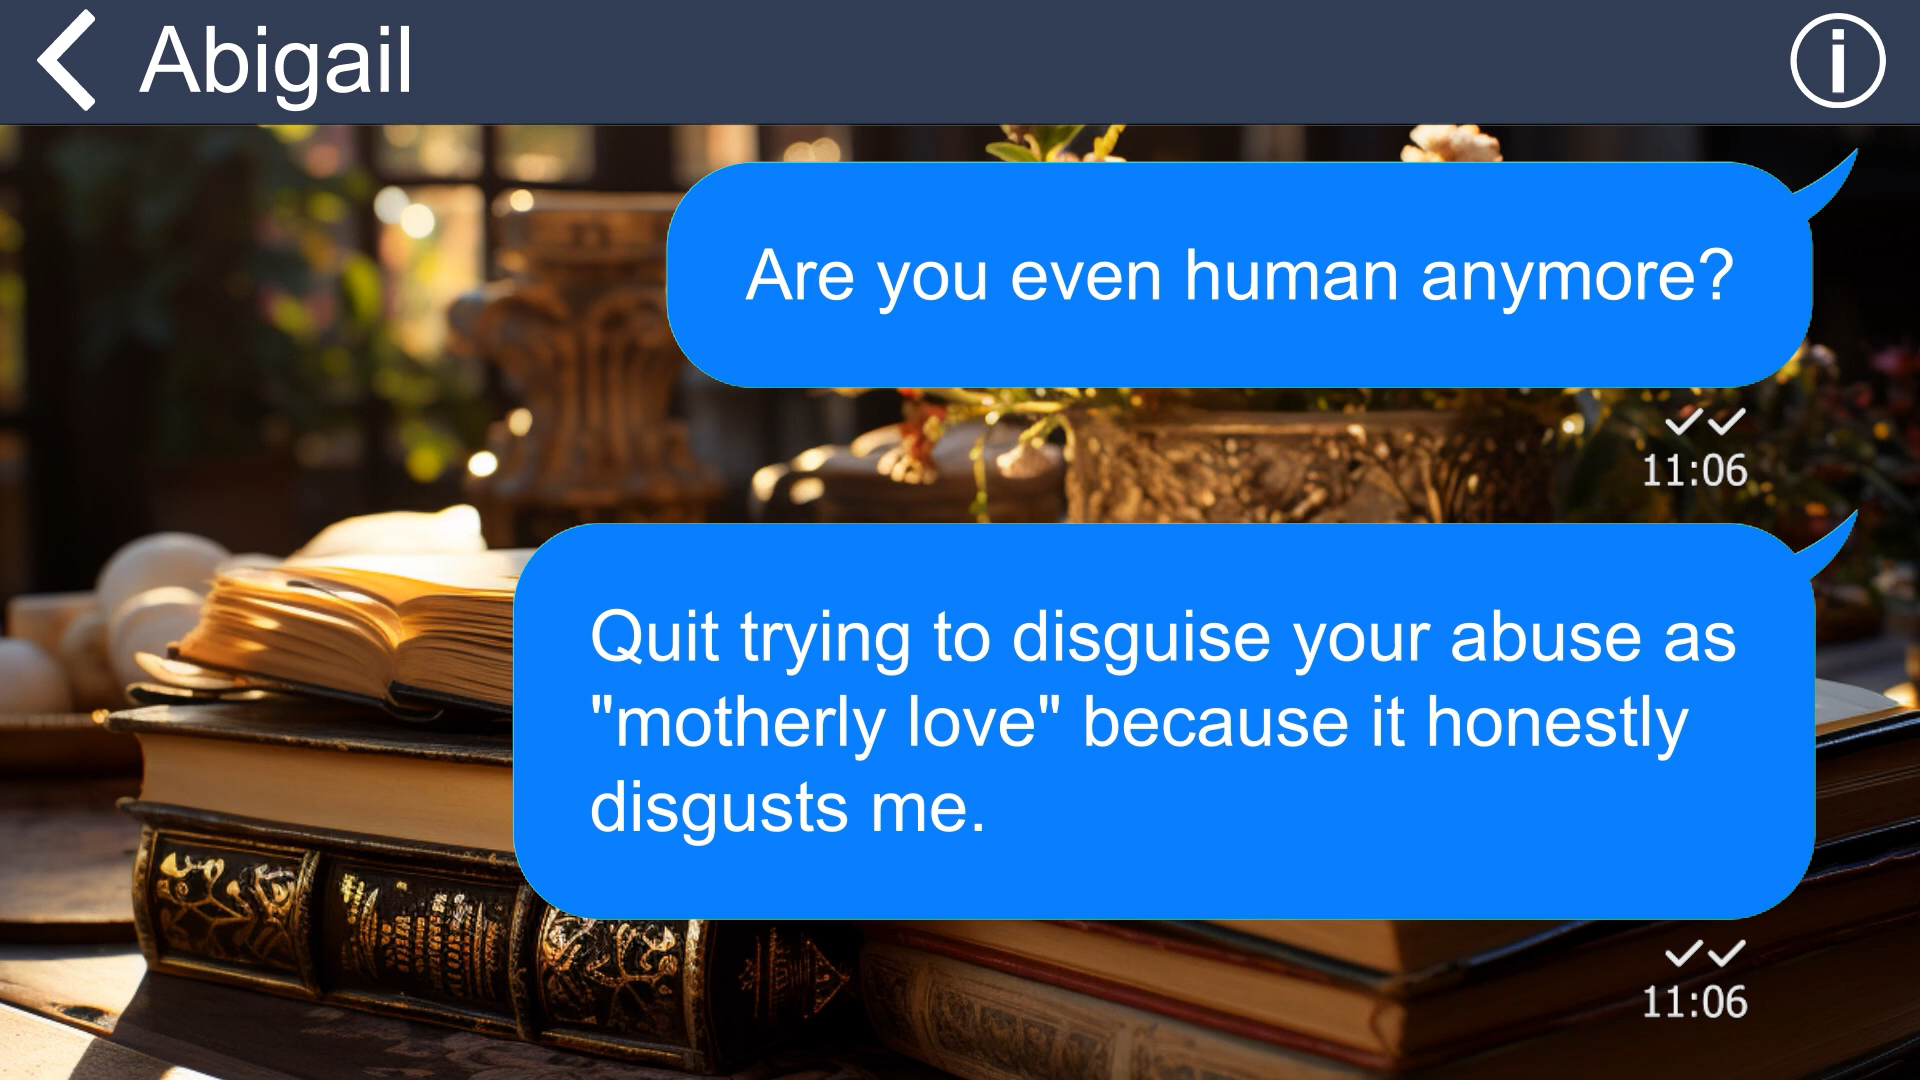 Abigail
Are you even human anymore?
11:06
Quit trying to disguise your abuse as
"motherly love" because it honestly
disgusts me.
11:06